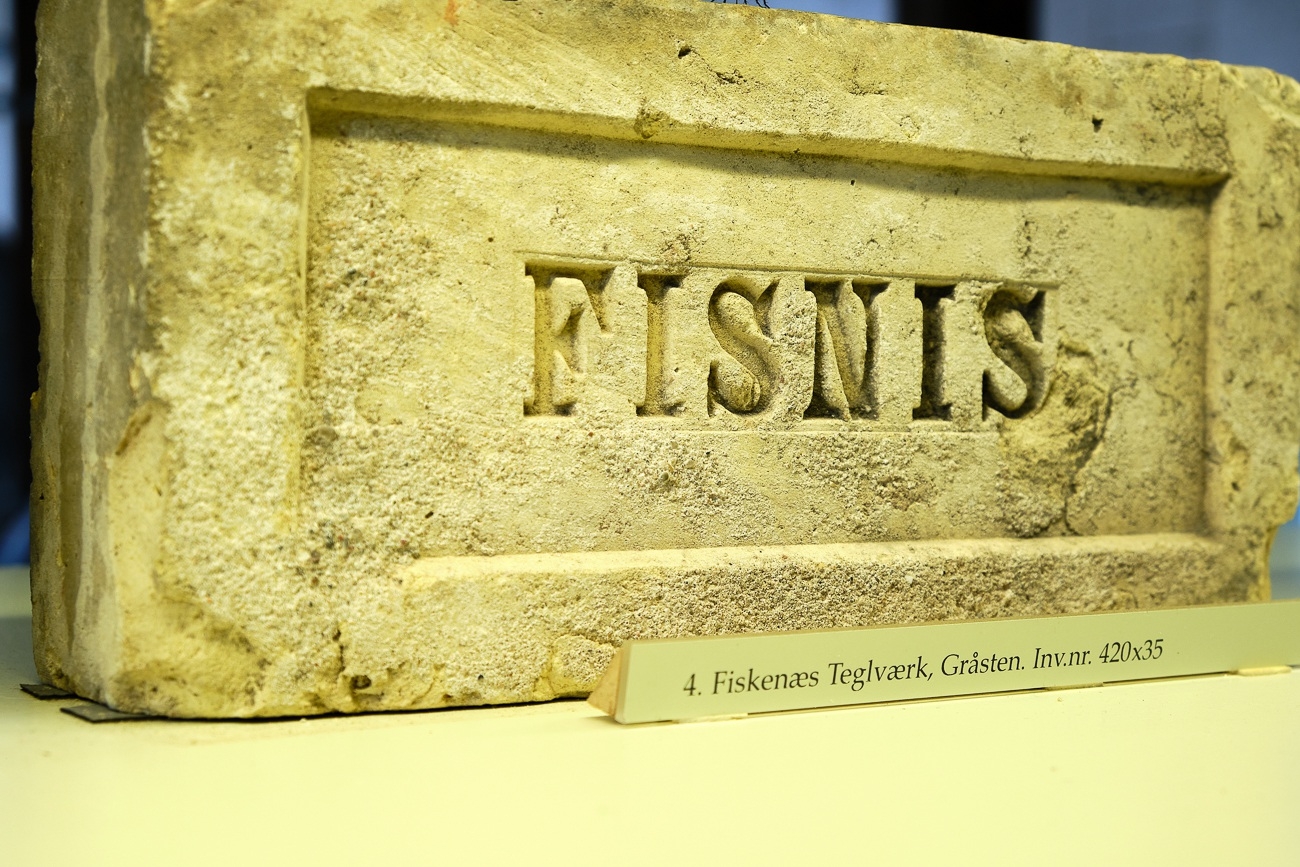 FISNIS
4. Fiskenæs Teglværk, Gråsten. Inv.nr. 420x35